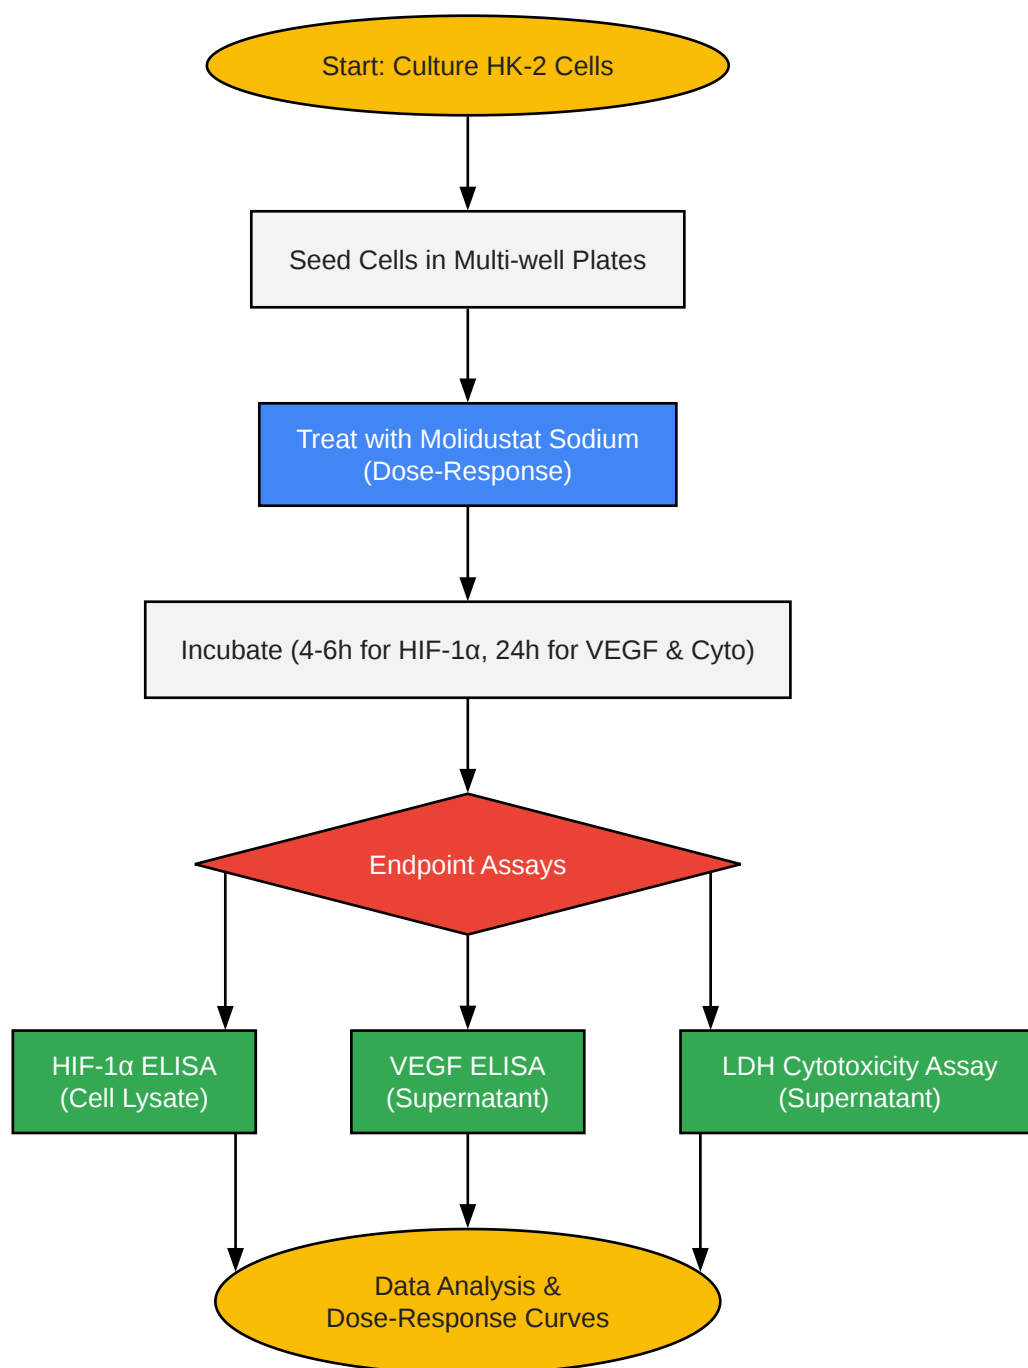 Start: Culture HK-2 Cells
Seed Cells in Multi-well Plates
Treat with Molidustat Sodium
(Dose-Response)
Incubate (4-6h for HIF-1α, 24h for VEGF & Cyto)
Endpoint Assays
HIF-1α ELISA
(Cell Lysate)
VEGF ELISA
(Supernatant)
LDH Cytotoxicity Assay
(Supernatant)
Data Analysis &
Dose-Response Curves